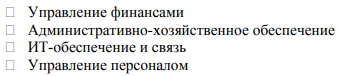 Управление финансами
Административно-хозяйственное обеспечение
ИТ-обеспечение и связь
Управление персоналом